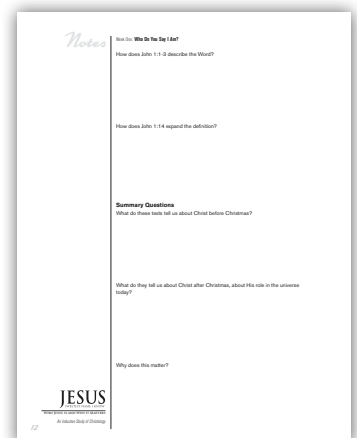 Notes
Week One: Who Do You Say I Am?
How does John 1:1-3 describe the Word?
How does John 1:14 expand the definition?
Summary Questions
What do these texts tell us about Christ before Christmas?
What do they tell us about Christ after Christmas, about His role in the universe
today?
Why does this matter?
JESUS
An Inductive Study of Christology
12